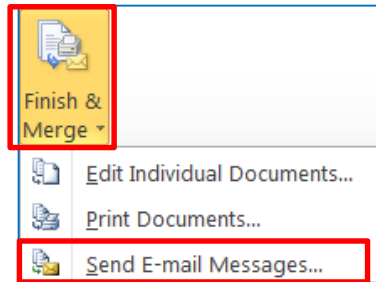 Finish &
Merge
Edit Individual Documents...
Print Documents...
Send E-mail Messages...